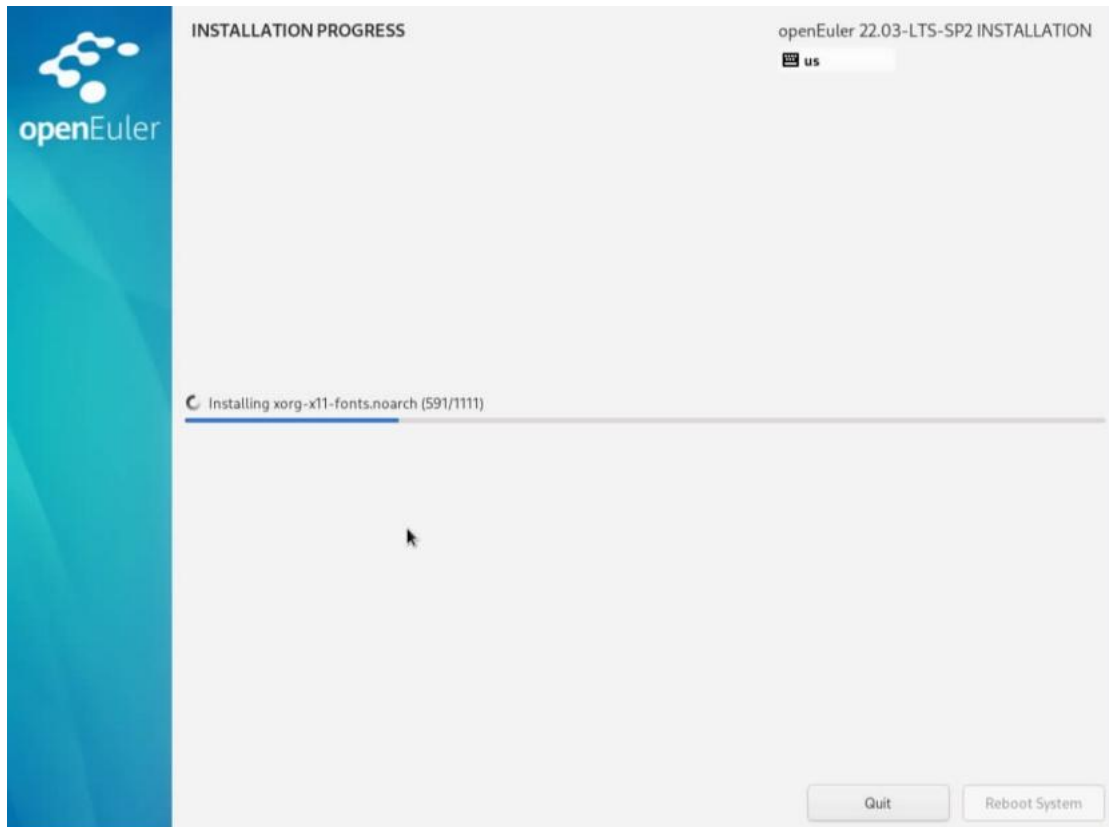 openEuler
INSTALLATION PROGRESS
openEuler 22.03-LTS-SP2 INSTALLATION
us
Installing xorg-x11-fonts.noarch (591/1111)
Quit
Reboot System